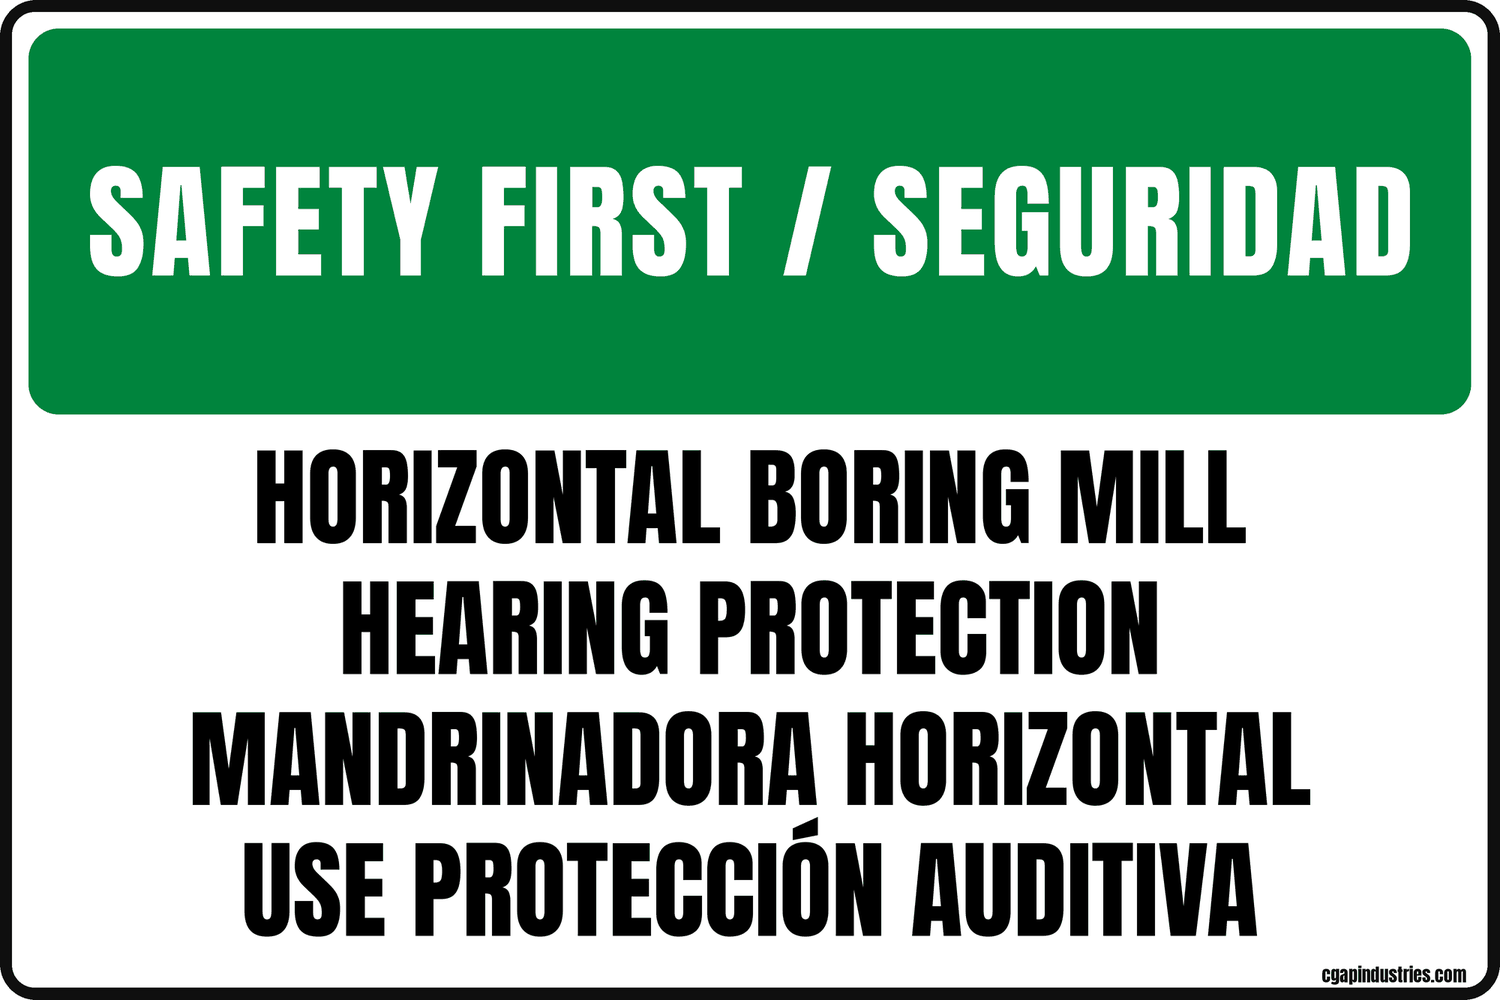 SAFETY FIRST / SEGURIDAD
HORIZONTAL BORING MILL
HEARING PROTECTION
MANDRINADORA HORIZONTAL
USE PROTECCIÓN AUDITIVA
cgapindustries.com